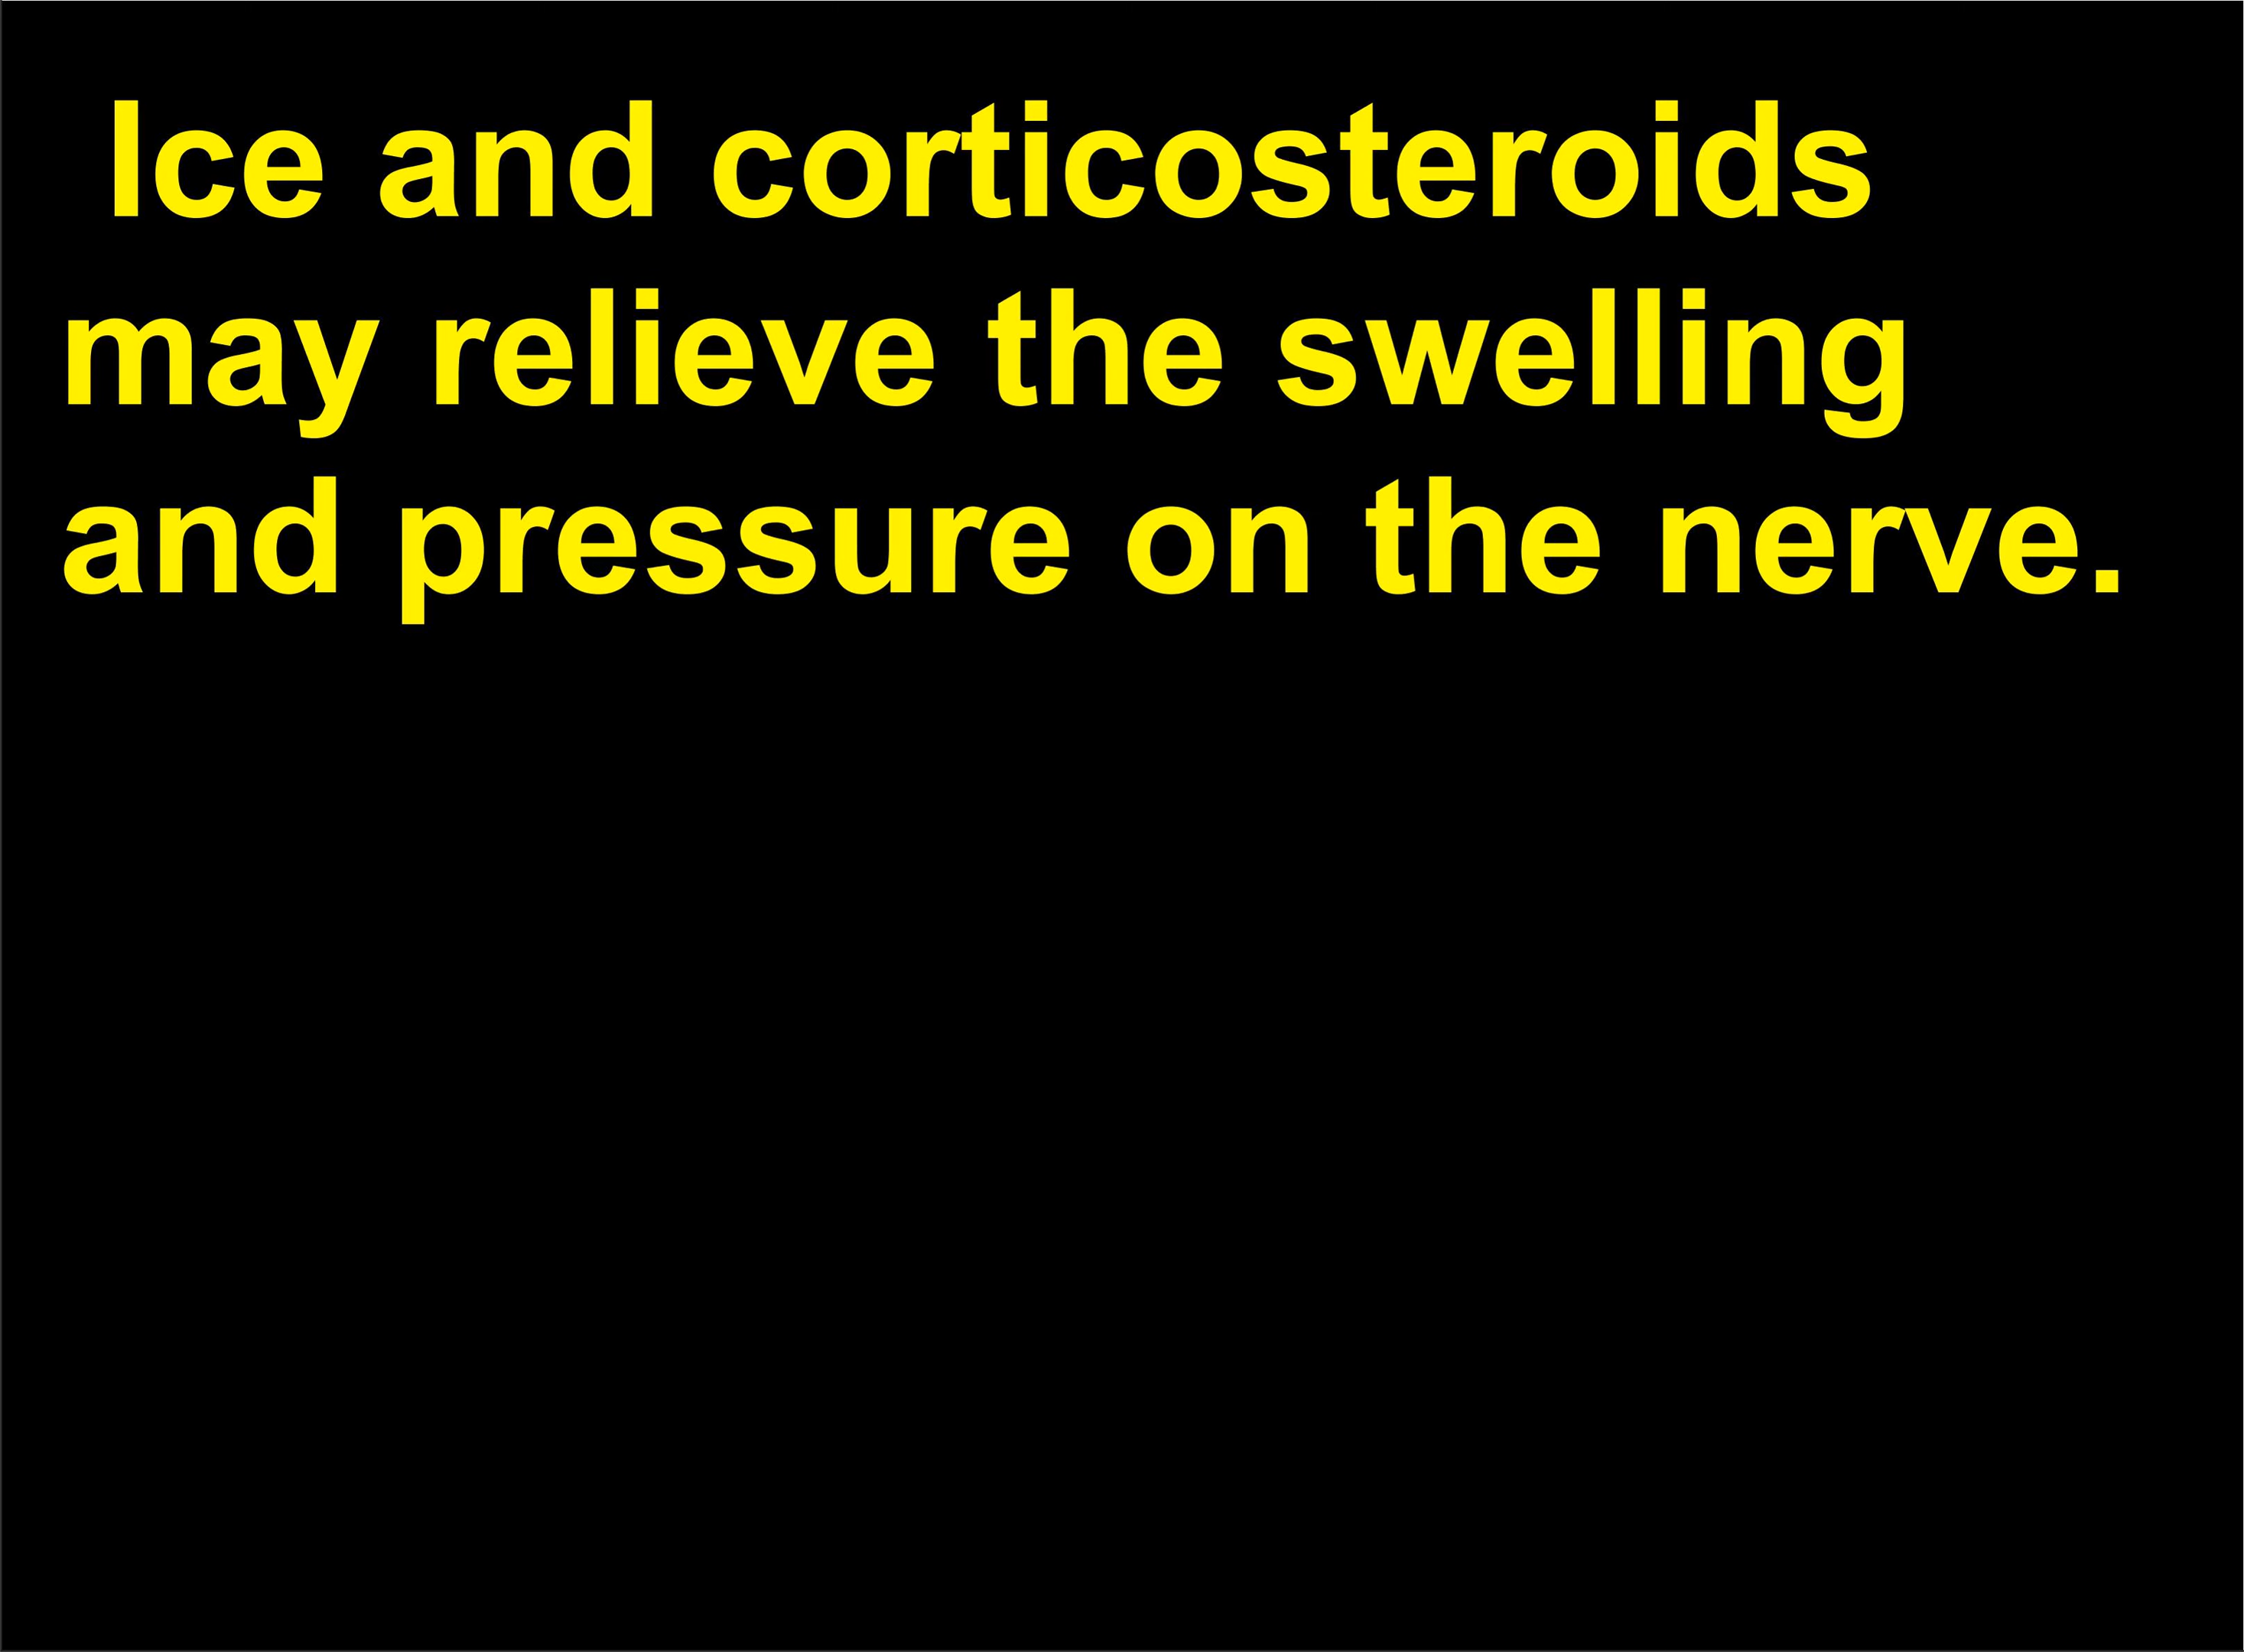 Ice and corticosteroids
may relieve the swelling
and pressure on the nerve.